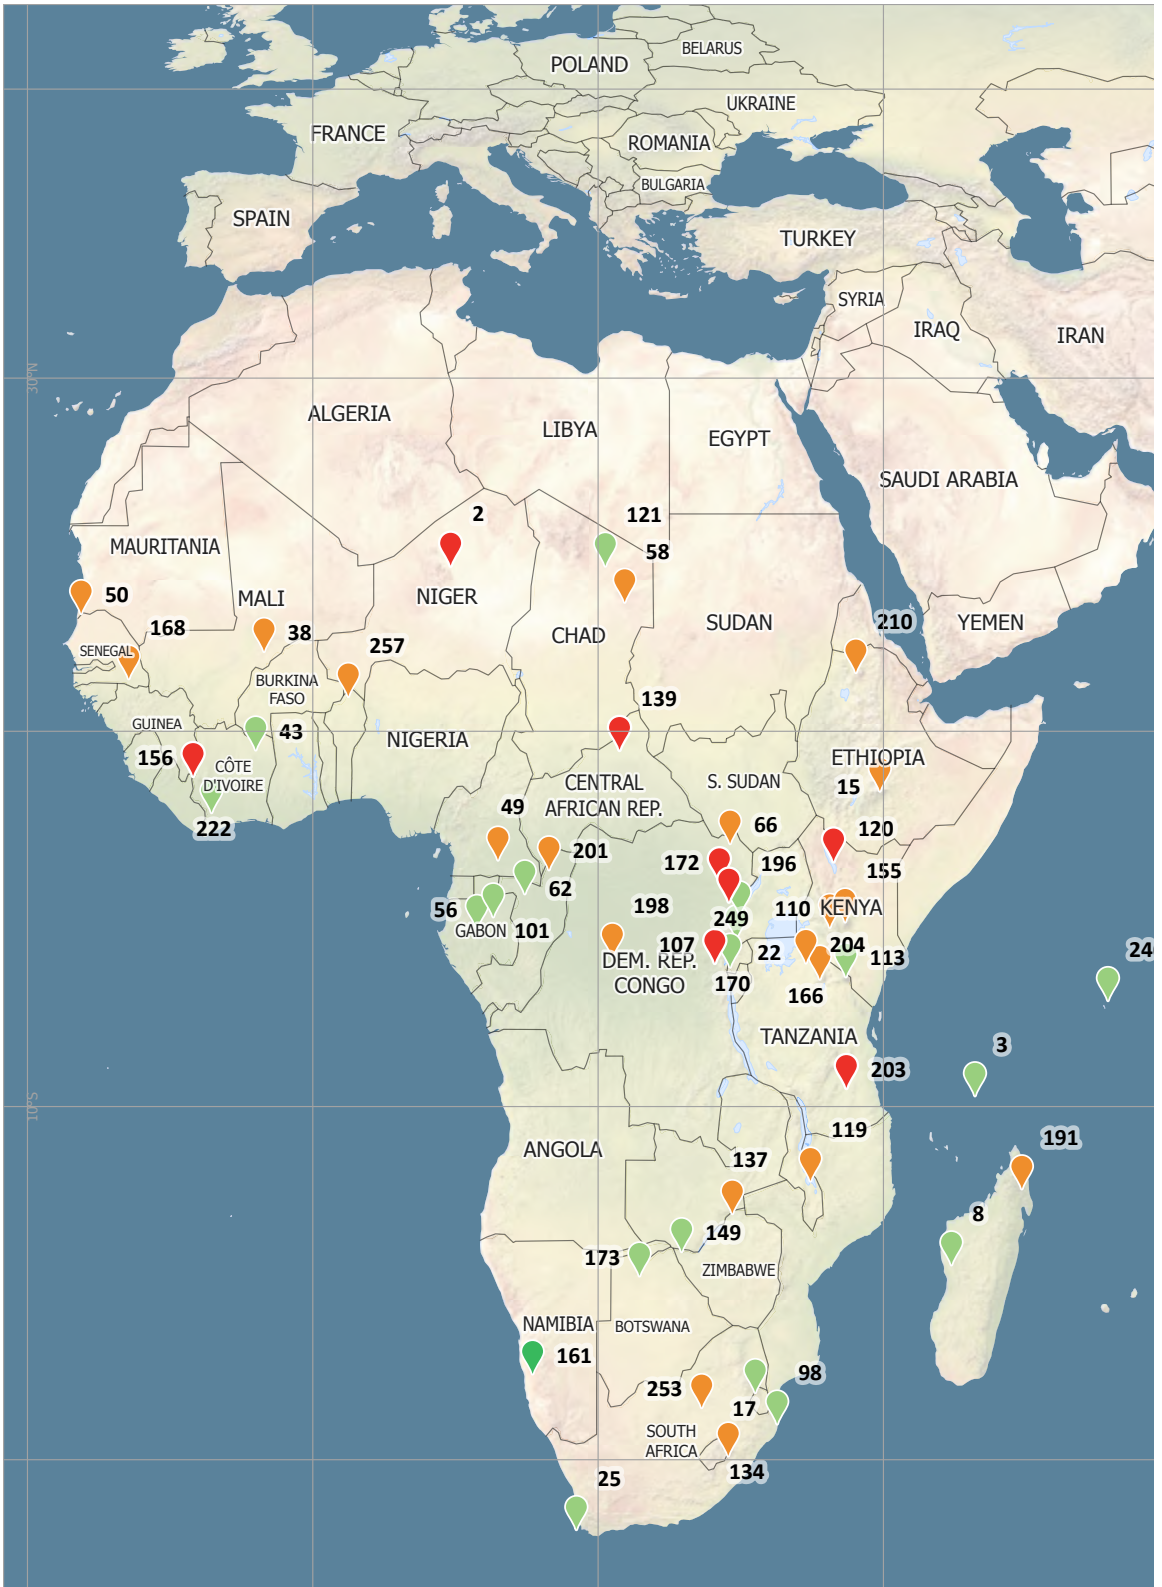 BELARUS
POLAND
UKRAINE
FRANCE
ROMANIA
BULGARIA
SPAIN
TURKEY
SYRIA
IRAQ
IRAN
30°N
ALGERIA
LIBYA
EGYPT
SAUDI ARABIA
2
121
MAURITANIA
58
50
MALI
NIGER
168
38
CHAD
SUDAN
210
YEMEN
SENEGAL
257
BURKINA
FASO
139
GUINEA
43
NIGERIA
156
CÔTE
D'IVOIRE
ETHIOPIA
15
CENTRAL
AFRICAN REP.
S. SUDAN
222
49
66
120
201
172
196
155
62
56
GABON
101
198
249
110
KENYA
107
22
204
113
DEM. REP.
CONGO
170
166
24
TANZANIA
3
203
10°S
119
ANGOLA
137
191
8
149
173
ZIMBABWE
NAMIBIA
BOTSWANA
161
253
98
17
SOUTH
AFRICA
134
25